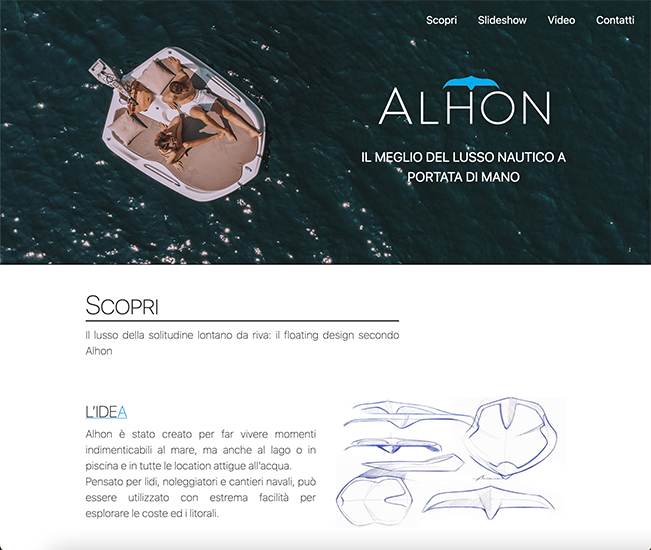 Scopri Slideshow Video Contatti
ALHON
IL MEGLIO DEL LUSSO NAUTICO A
PORTATA DI MANO
SCOPRI
Il lusso della solitudine lontano da riva: il floating design secondo
Alhon
L'IDEA
Alhon è stato creato per far vivere momenti
indimenticabili al mare, ma anche al lago o in
piscina e in tutte le location attigue all'acqua.
Pensato per lidi, noleggiatori e cantieri navali, può
essere utilizzato con estrema facilità per
esplorare le coste ed i litorali.